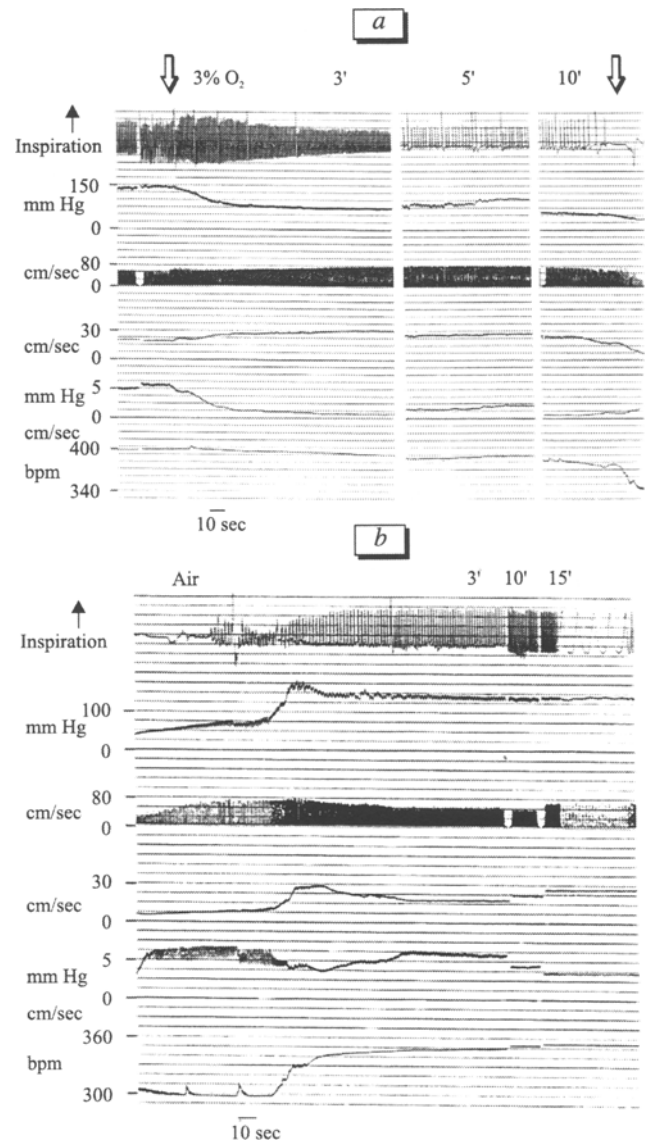 a
3% O₂ 3' 5' 10'
Inspiration
150
mm Hg
0
80
cm/sec
0
30
cm/sec
0
5
mm Hg
0
cm/sec
400
bpm
340
10 sec
b
Air 3' 10' 15'
Inspiration
100
mm Hg
0
80
cm/sec
0
30
cm/sec
0
5
mm Hg
0
cm/sec
360
bpm
300
10 sec